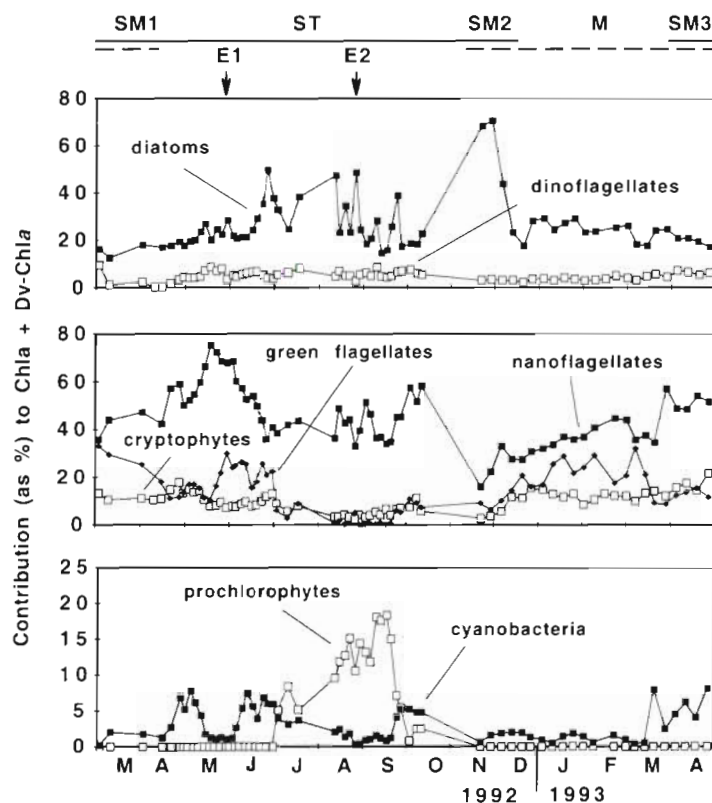 SM1 ST SM2 M SM3
E1 E2
Contribution (as %) to Chla + Dv-Chla
80
60
40
20
0
diatoms
dinoflagellates
80
60
40
20
0
green flagellates
nanoflagellates
cryptophytes
25
20
15
10
5
0
prochlorophytes
cyanobacteria
M A M J J A S O N D J F M A
1992 1993